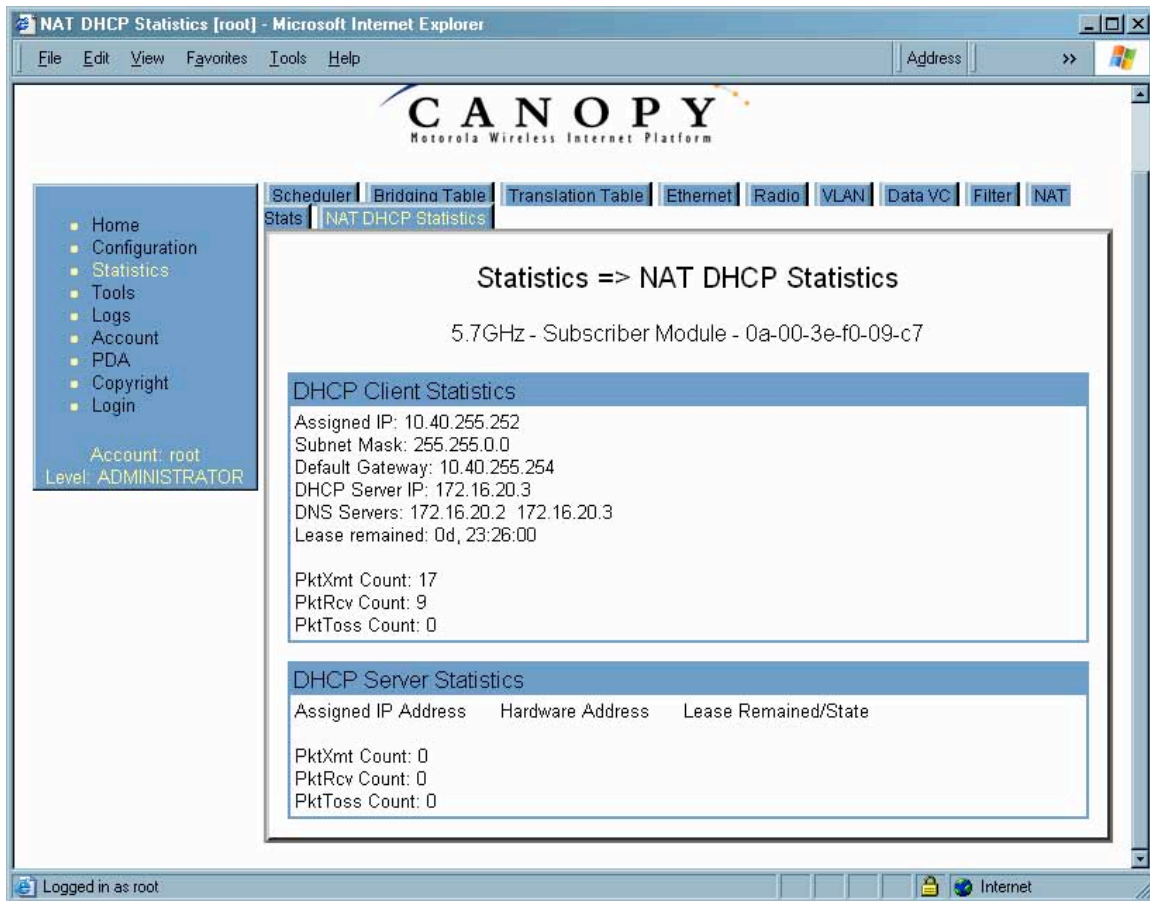 NAT DHCP Statistics [root] - Microsoft Internet Explorer
File Edit View Favorites Tools Help Address »
CANOPY
Motorola Wireless Internet Platform
Scheduler Bridging Table Translation Table Ethernet Radio VLAN Data VC Filter NAT
Stats NAT DHCP Statistics
Home
Configuration
Statistics
Tools
Logs
Account
PDA
Copyright
Login
Account: root
Level: ADMINISTRATOR
Statistics => NAT DHCP Statistics
5.7GHz - Subscriber Module - 0a-00-3e-f0-09-c7
DHCP Client Statistics
Assigned IP: 10.40.255.252
Subnet Mask: 255.255.0.0
Default Gateway: 10.40.255.254
DHCP Server IP: 172.16.20.3
DNS Servers: 172.16.20.2 172.16.20.3
Lease remained: 0d, 23:26:00
PktXmt Count: 17
PktRcv Count: 9
PktToss Count: 0
DHCP Server Statistics
Assigned IP Address Hardware Address Lease Remained/State
PktXmt Count: 0
PktRcv Count: 0
PktToss Count: 0
Logged in as root Internet